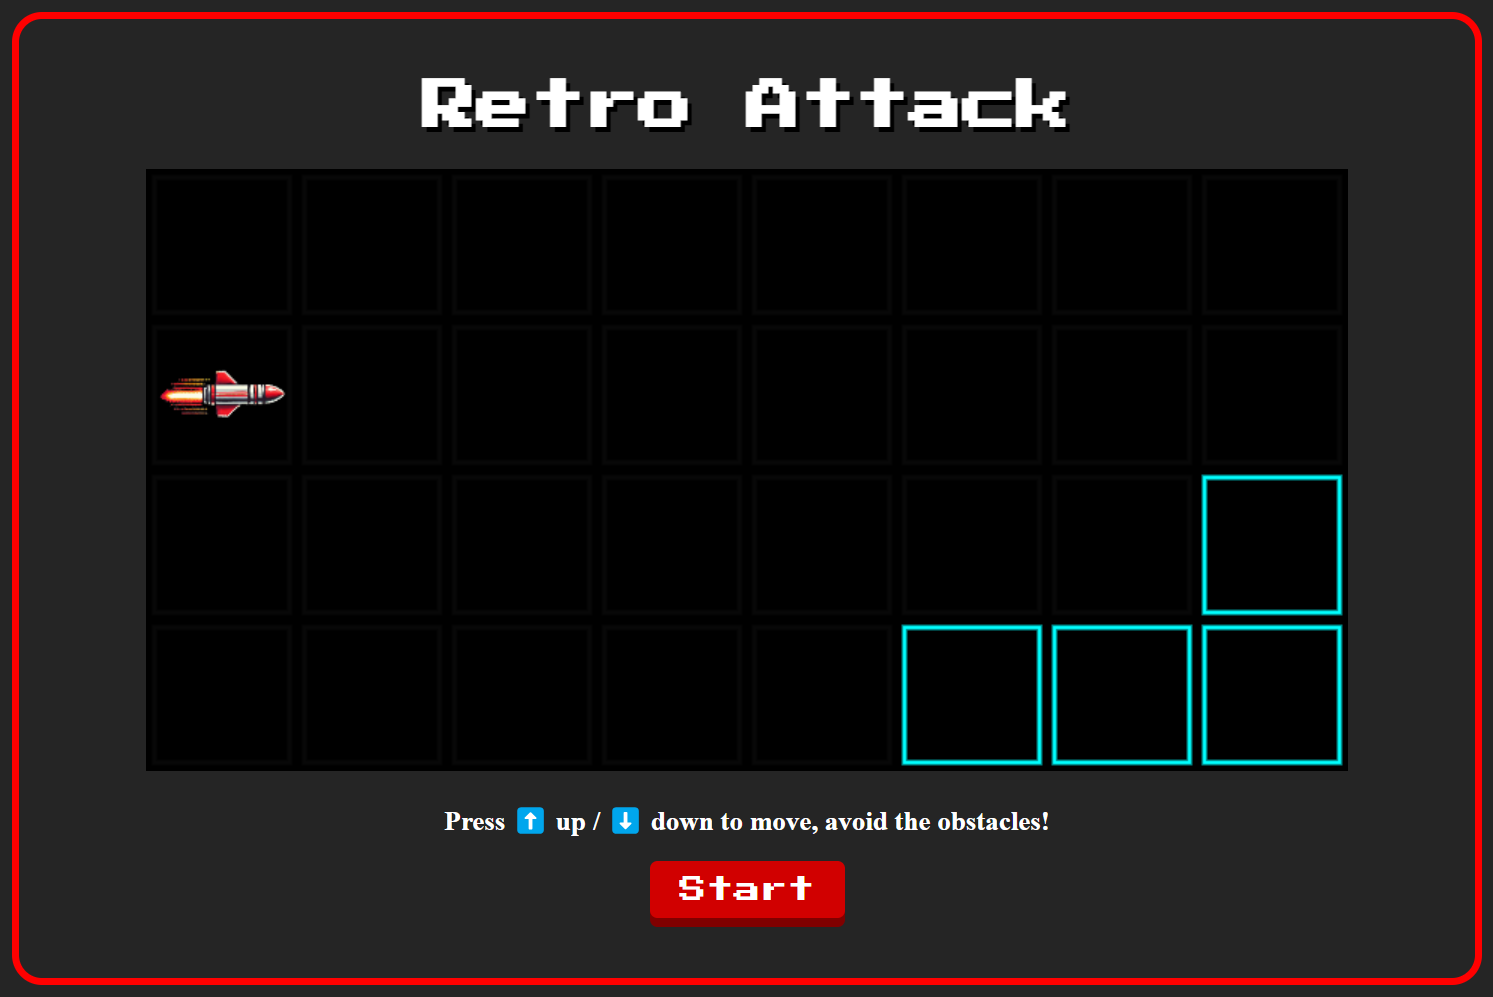 Retro Attack
Press ⬆️ up / ⬇️ down to move, avoid the obstacles!
Start